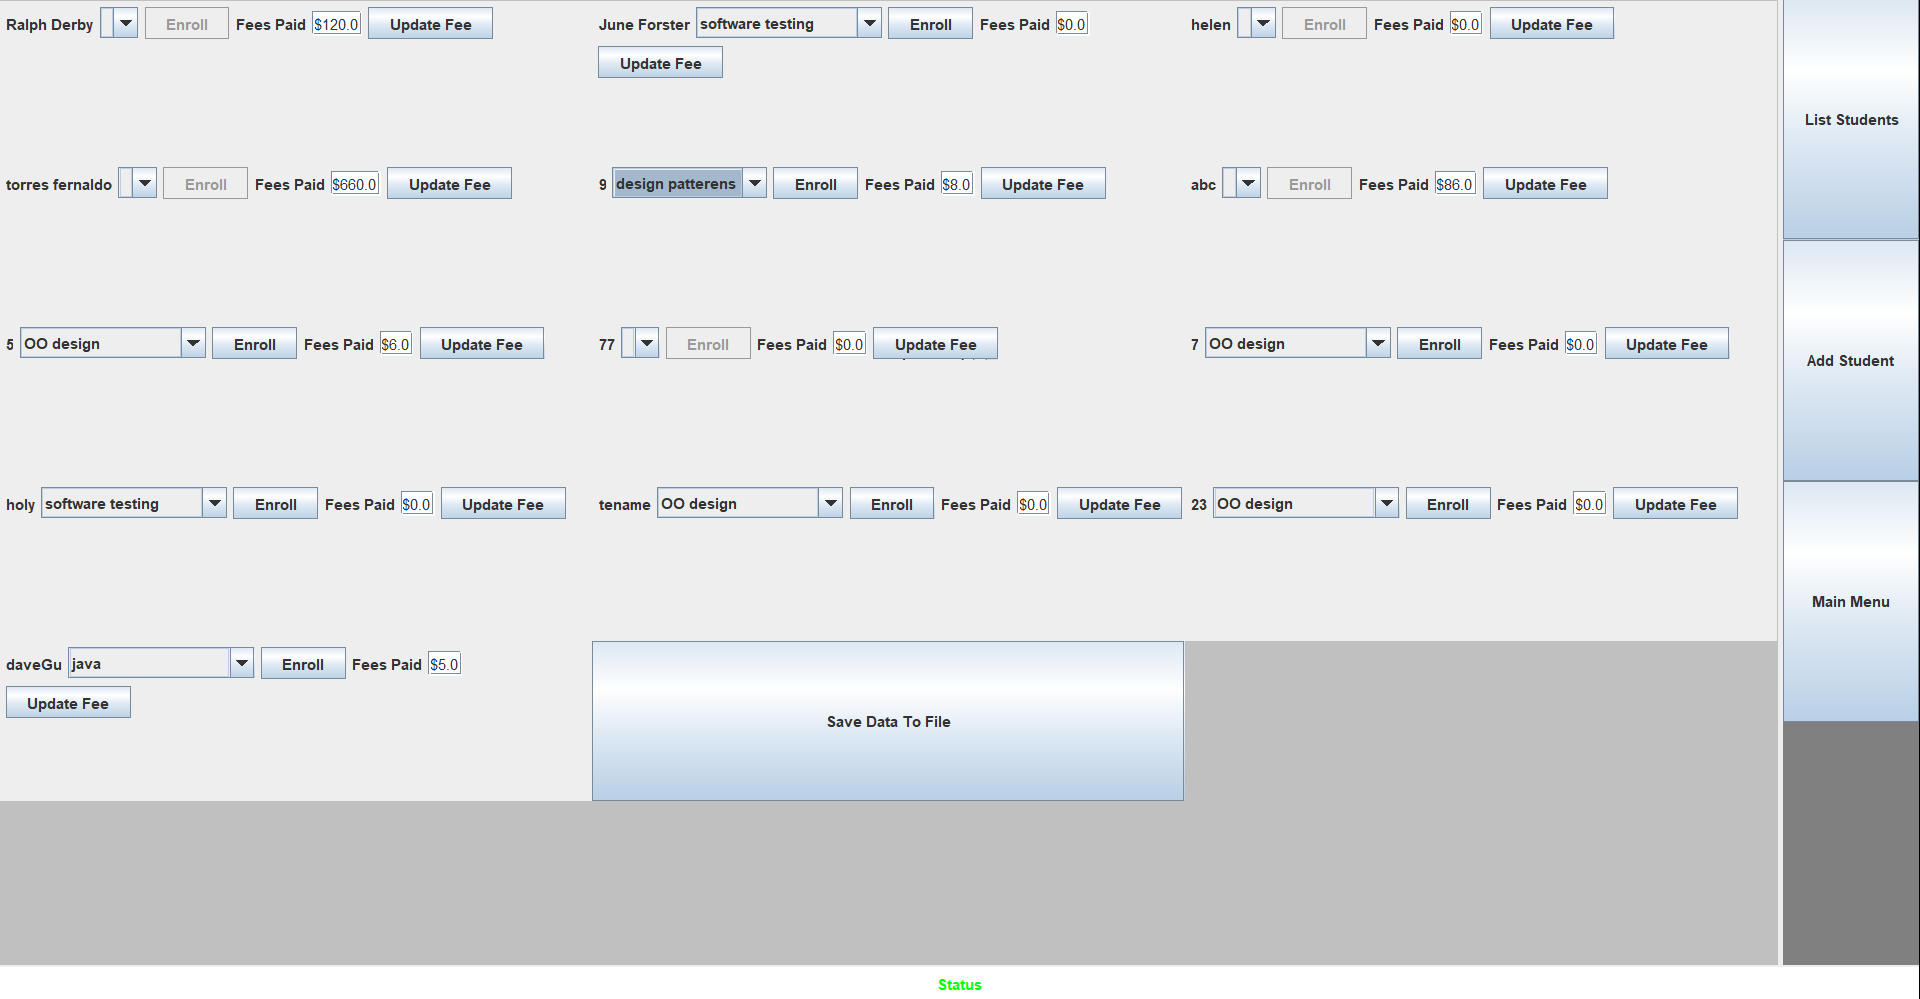 Ralph Derby Enroll Fees Paid $120.0 Update Fee
June Forster software testing Enroll Fees Paid $0.0
Update Fee
helen Enroll Fees Paid $0.0 Update Fee
torres fernaldo Enroll Fees Paid $660.0 Update Fee
9 design patterens Enroll Fees Paid $8.0 Update Fee
abc Enroll Fees Paid $86.0 Update Fee
5 OO design Enroll Fees Paid $6.0 Update Fee
77 Enroll Fees Paid $0.0 Update Fee
7 OO design Enroll Fees Paid $0.0 Update Fee
holy software testing Enroll Fees Paid $0.0 Update Fee
tename OO design Enroll Fees Paid $0.0 Update Fee
23 OO design Enroll Fees Paid $0.0 Update Fee
daveGu java Enroll Fees Paid $5.0
Update Fee
Save Data To File
List Students
Add Student
Main Menu
Status